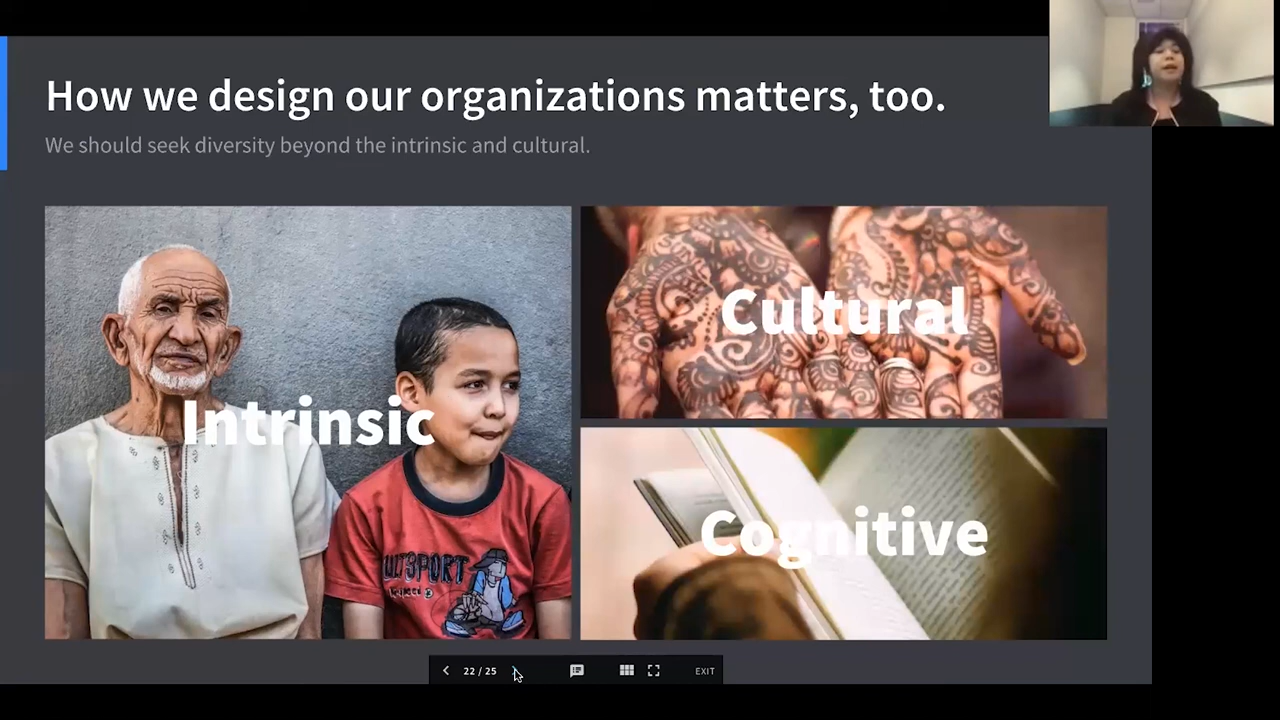 How we design our organizations matters, too.
We should seek diversity beyond the intrinsic and cultural.
Intrinsic
Cultural
Cognitive
22 / 25
EXIT